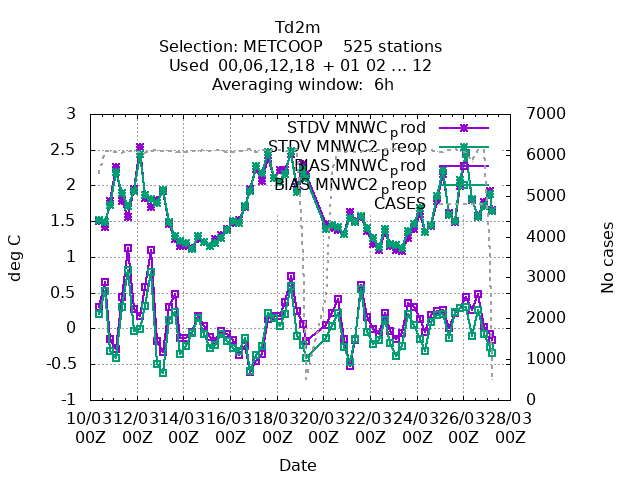 Td2m
Selection: METCOOP    525 stations
Used  00,06,12,18 + 01 02 ... 12
Averaging window:  6h
3
2.5
2
1.5
1
0.5
0
-0.5
-1
deg C
7000
6000
5000
4000
3000
2000
1000
0
No cases
STDV MNWC_prod
STDV MNWC2_preop
BIAS MNWC_prod
BIAS MNWC2_preop
CASES
10/03 12/03 14/03 16/03 18/03 20/03 22/03 24/03 26/03 28/03
00Z 00Z 00Z 00Z 00Z 00Z 00Z 00Z 00Z 00Z
Date